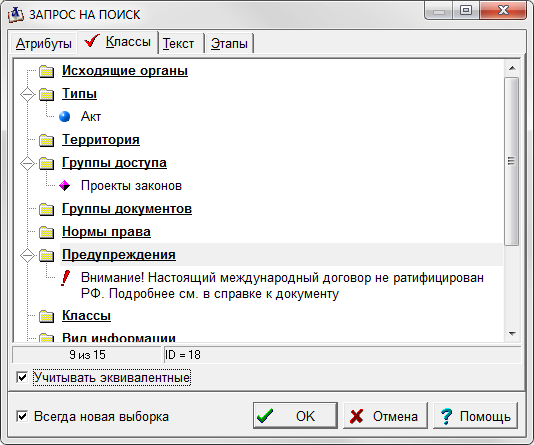 ЗАПРОС НА ПОИСК
Атрибуты Классы Текст Этапы
Исходящие органы
Типы
Акт
Территория
Группы доступа
Проекты законов
Группы документов
Нормы права
Предупреждения
Внимание! Настоящий международный договор не ратифицирован
РФ. Подробнее см. в справке к документу
Классы
Вид информации
9 из 15 ID = 18
Учитывать эквивалентные
Всегда новая выборка OK Отмена ? Помощь